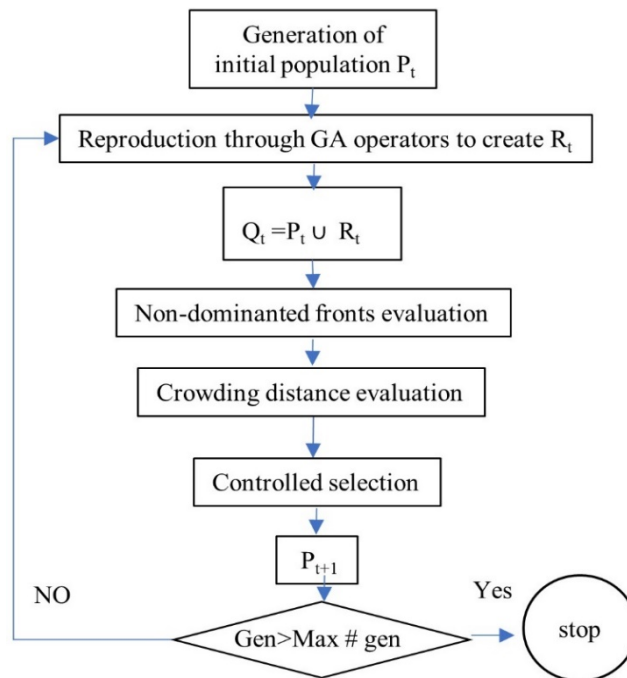 Generation of
initial population Pₜ
Reproduction through GA operators to create Rₜ
Qₜ =Pₜ ∪ Rₜ
Non-dominanted fronts evaluation
Crowding distance evaluation
Controlled selection
Pₜ₊₁
NO
Yes
Gen>Max # gen
stop